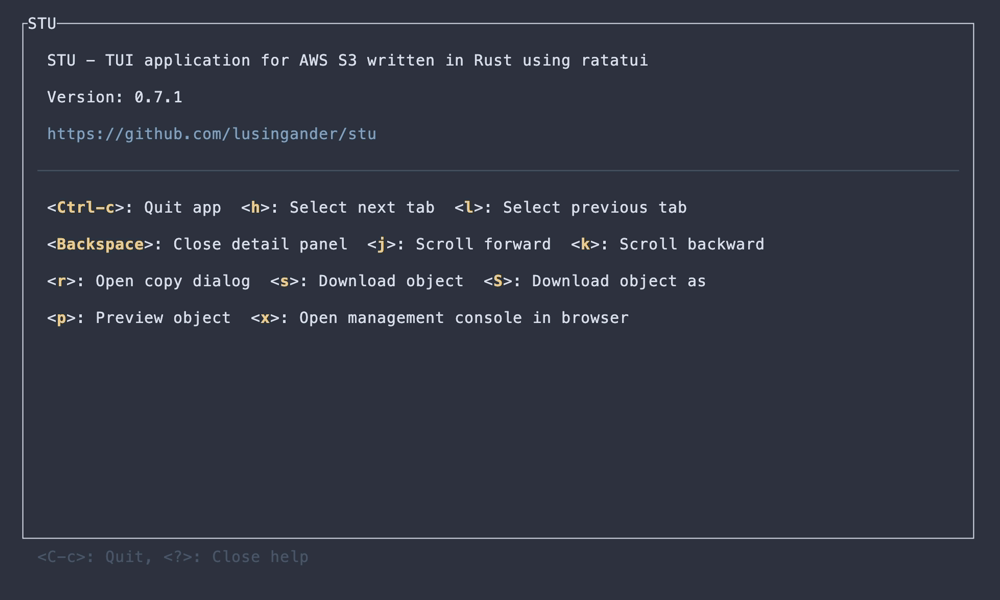 STU
STU – TUI application for AWS S3 written in Rust using ratatui
Version: 0.7.1
https://github.com/lusingander/stu
<Ctrl-c>: Quit app  <h>: Select next tab  <l>: Select previous tab
<Backspace>: Close detail panel  <j>: Scroll forward  <k>: Scroll backward
<r>: Open copy dialog  <s>: Download object  <S>: Download object as
<p>: Preview object  <x>: Open management console in browser
<C-c>: Quit, <?>: Close help